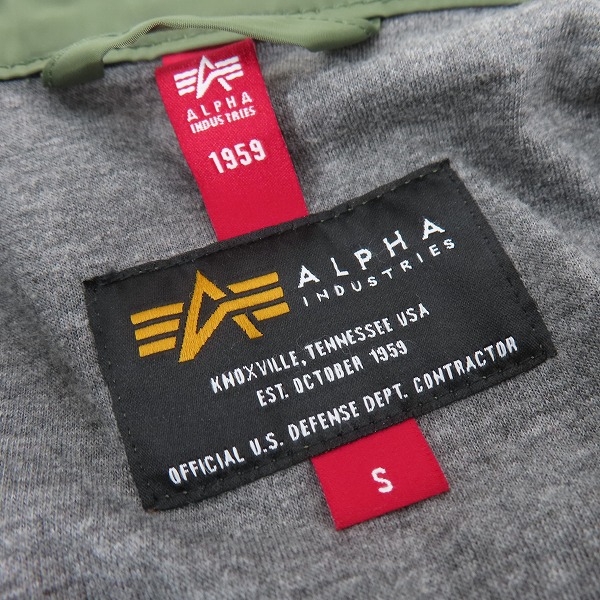 ALPHA
INDUSTRIES
1959
ALPHA
INDUSTRIES
KNOXVILLE, TENNESSEE USA
EST. OCTOBER 1959
OFFICIAL U.S. DEFENSE DEPT. CONTRACTOR
S